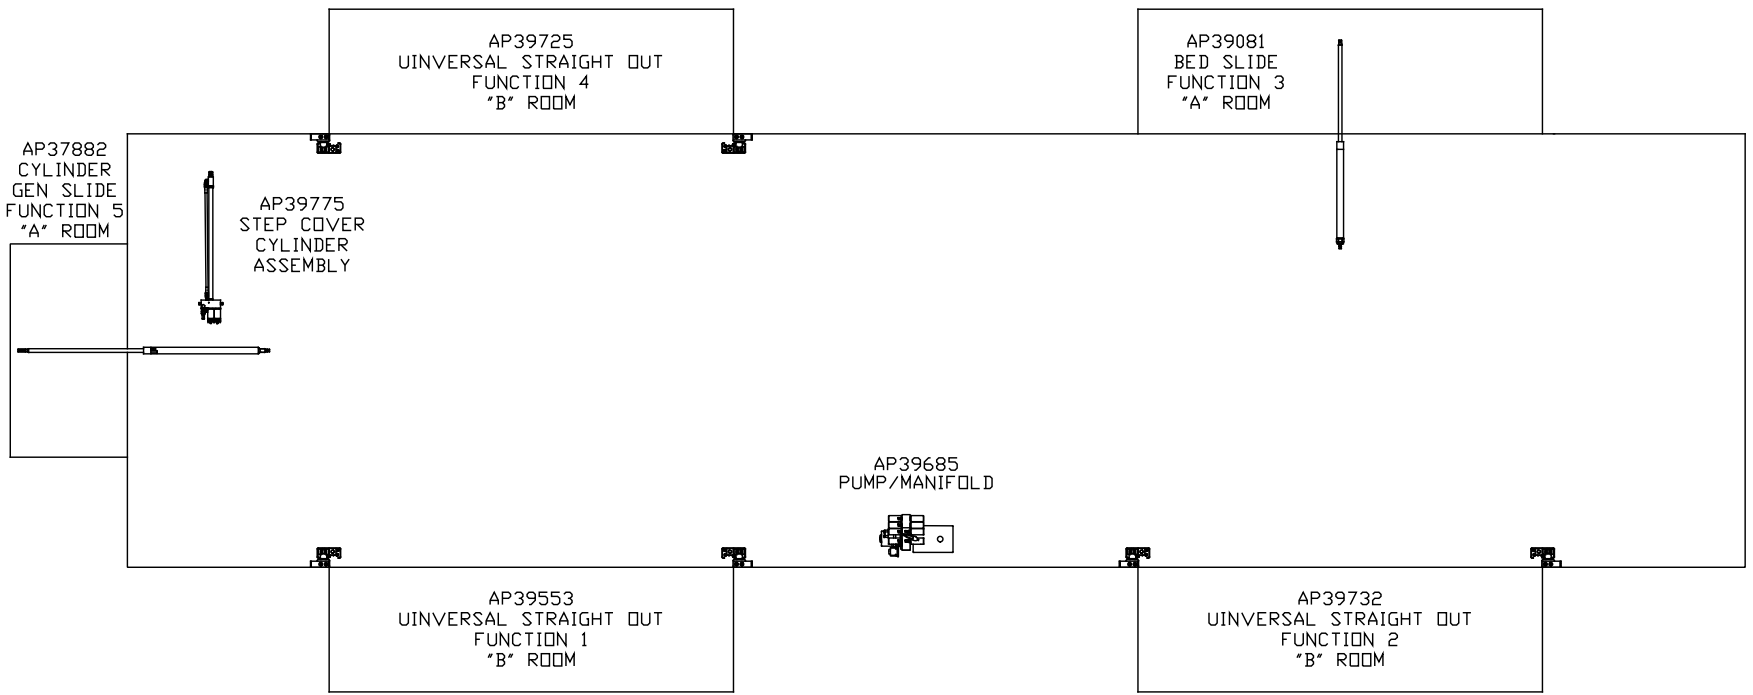 AP39725
UINVERSAL STRAIGHT OUT
FUNCTION 4
"B" ROOM
AP39081
BED SLIDE
FUNCTION 3
"A" ROOM
AP37882
CYLINDER
GEN SLIDE
FUNCTION 5
"A" ROOM
AP39775
STEP COVER
CYLINDER
ASSEMBLY
AP39685
PUMP/MANIFOLD
AP39553
UINVERSAL STRAIGHT OUT
FUNCTION 1
"B" ROOM
AP39732
UINVERSAL STRAIGHT OUT
FUNCTION 2
"B" ROOM